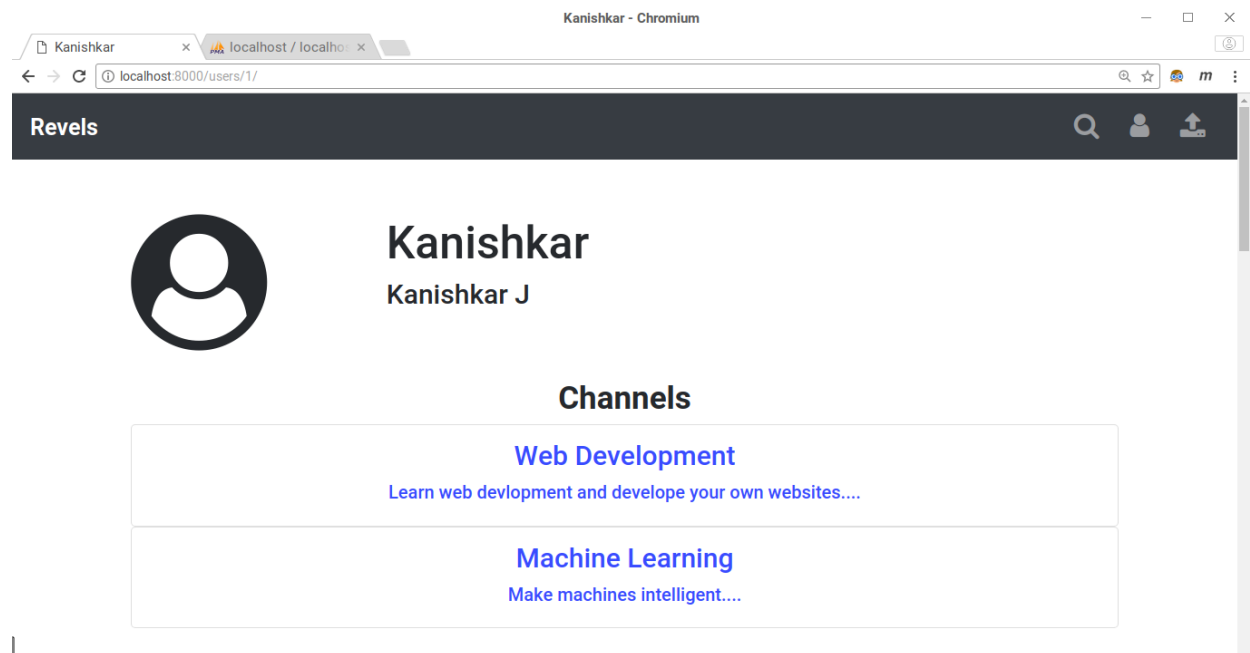 Kanishkar - Chromium
Kanishkar
PMA localhost / localho
localhost:8000/users/1/
m
Revels
Kanishkar
Kanishkar J
Channels
Web Development
Learn web devlopment and develope your own websites....
Machine Learning
Make machines intelligent....